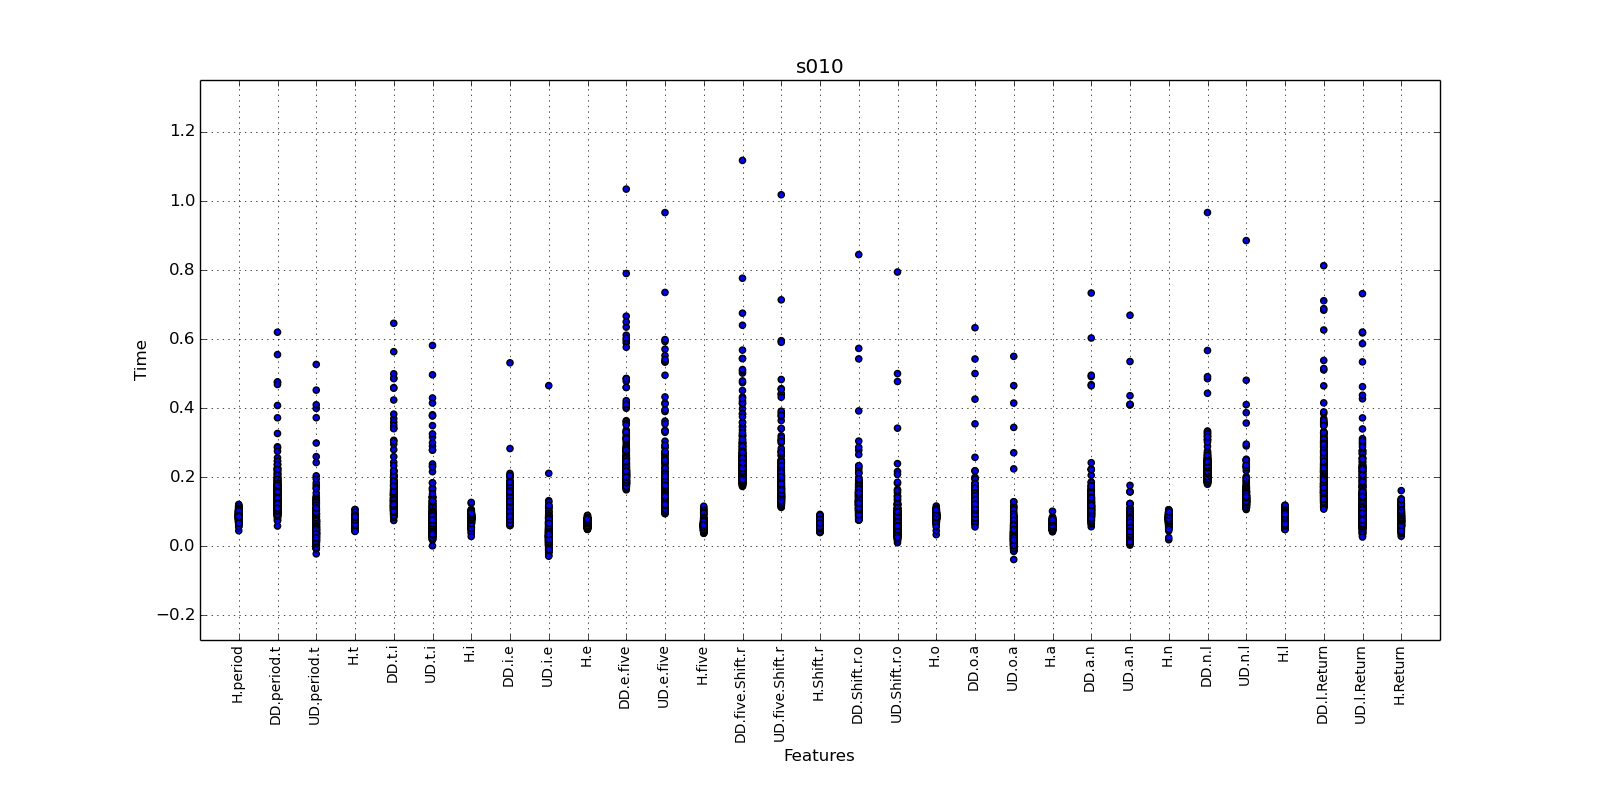 s010
1.2
1.0
0.8
0.6
0.4
0.2
0.0
−0.2
Time
H.period
DD.period.t
UD.period.t
H.t
DD.t.i
UD.t.i
H.i
DD.i.e
UD.i.e
H.e
DD.e.five
UD.e.five
H.five
DD.five.Shift.r
UD.five.Shift.r
H.Shift.r
DD.Shift.r.o
UD.Shift.r.o
H.o
DD.o.a
UD.o.a
H.a
DD.a.n
UD.a.n
H.n
DD.n.l
UD.n.l
H.l
DD.l.Return
UD.l.Return
H.Return
Features